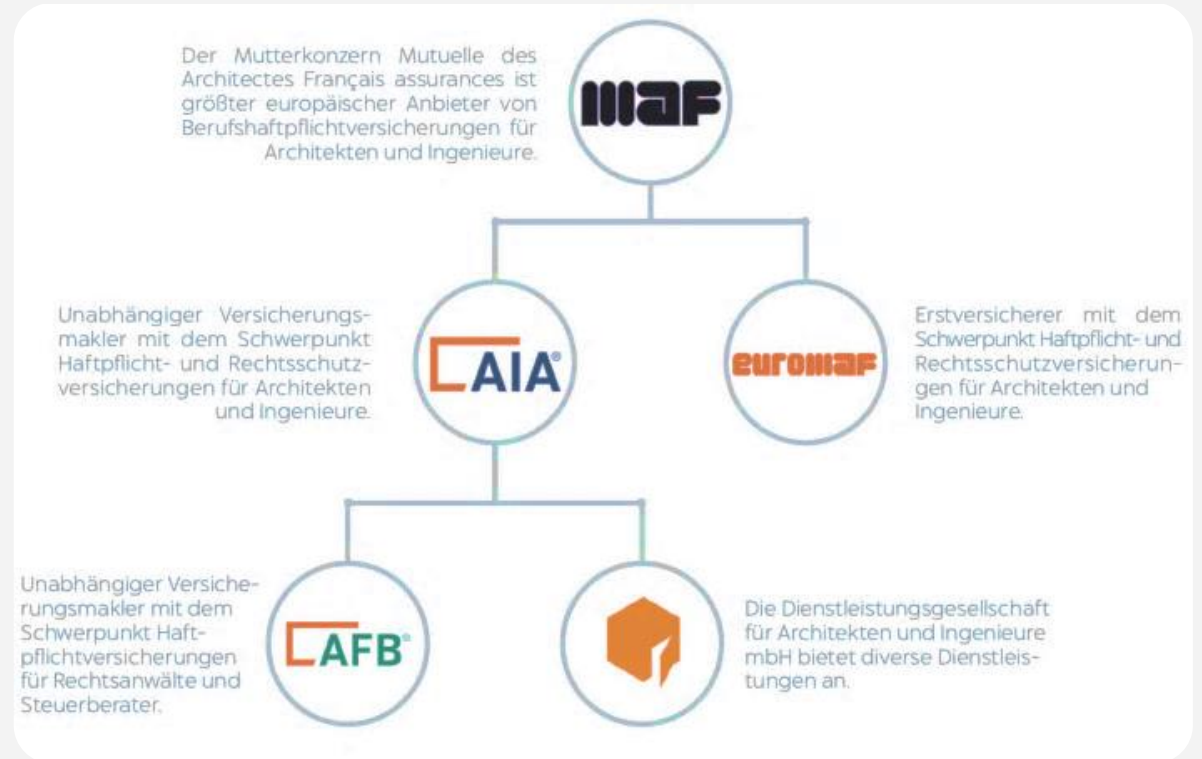 Der Mutterkonzern Mutuelle des
Architectes Français assurances ist
größter europäischer Anbieter von
Berufshaftpflichtversicherungen für
Architekten und Ingenieure.
maf
Unabhängiger Versicherungs-
makler mit dem Schwerpunkt
Haftpflicht- und Rechtsschutz-
versicherungen für Architekten
und Ingenieure.
AIA®
euromaf
Erstversicherer mit dem
Schwerpunkt Haftpflicht- und
Rechtsschutzversicherun-
gen für Architekten und
Ingenieure.
Unabhängiger Versiche-
rungsmakler mit dem
Schwerpunkt Haft-
pflichtversicherungen
für Rechtsanwälte und
Steuerberater.
AFB®
Die Dienstleistungsgesellschaft
für Architekten und Ingenieure
mbH bietet diverse Dienstleis-
tungen an.